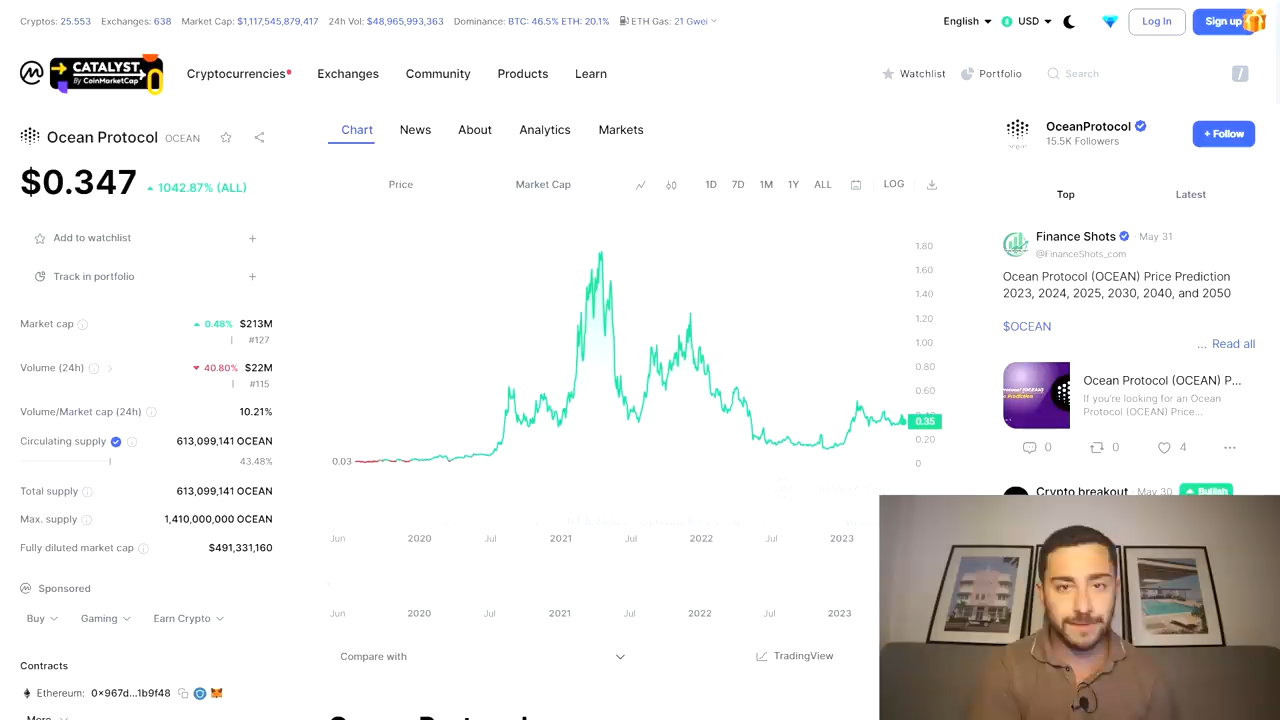 Cryptos: 25.553 Exchanges: 638 Market Cap: $1,117,545,879,417 24h Vol: $48,965,993,363 Dominance: BTC: 46.5% ETH: 20.1% ETH Gas: 21 Gwei
English USD Log In Sign up
CATALYST
By CoinMarketCap
Cryptocurrencies Exchanges Community Products Learn
Watchlist Portfolio Search /
Ocean Protocol OCEAN
$0.347 1042.87% (ALL)
Add to watchlist +
Track in portfolio +
Market cap 0.48% $213M
#127
Volume (24h) 40.80% $22M
#115
Volume/Market cap (24h) 10.21%
Circulating supply 613,099,141 OCEAN
43.48%
Total supply 613,099,141 OCEAN
Max. supply 1,410,000,000 OCEAN
Fully diluted market cap $491,331,160
Sponsored
Buy Gaming Earn Crypto
Contracts
Ethereum: 0x967d...1b9f48
More
Chart News About Analytics Markets
Price Market Cap 1D 7D 1M 1Y ALL LOG
1.80
1.60
1.40
1.20
1.00
0.80
0.60
0.35
0.20
0
0.03
Jun 2020 Jul 2021 Jul 2022 Jul 2023
Jun 2020 Jul 2021 Jul 2022 Jul 2023
Compare with TradingView
OceanProtocol
15.5K Followers
+ Follow
Top Latest
Finance Shots · May 31
@FinanceShots_com
Ocean Protocol (OCEAN) Price Prediction
2023, 2024, 2025, 2030, 2040, and 2050
$OCEAN
... Read all
Ocean Protocol (OCEAN) P...
If you're looking for an Ocean
Protocol (OCEAN) Price...
0 0 4 ...
Crypto breakout May 30 Bullish